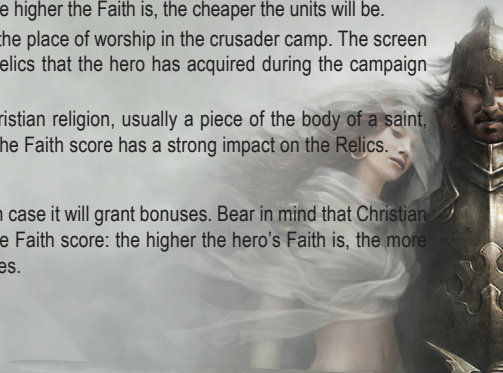 e higher the Faith is, the cheaper the units will be.
the place of worship in the crusader camp. The screen
elics that the hero has acquired during the campaign
ristian religion, usually a piece of the body of a saint,
he Faith score has a strong impact on the Relics.
n case it will grant bonuses. Bear in mind that Christian
e Faith score: the higher the hero's Faith is, the more
es.